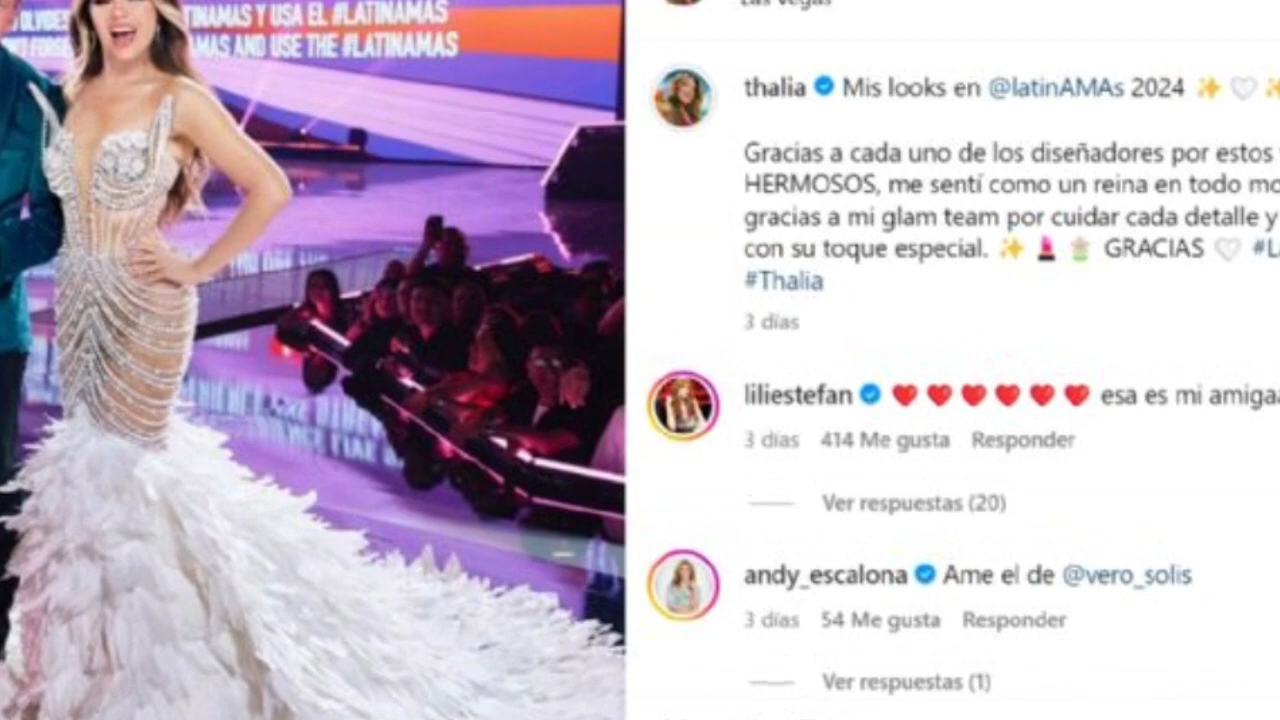 OLVIDES
TINAMAS Y USA EL #LATINAMAS
AMAS AND USE THE #LATINAMAS
Las Vegas
thalia Mis looks en @latinAMAs 2024 ✨ 🤍 ✨
Gracias a cada uno de los diseñadores por estos
HERMOSOS, me sentí como un reina en todo mo
gracias a mi glam team por cuidar cada detalle y
con su toque especial. ✨ 💄 GRACIAS 🤍 #L
#Thalia
3 días
liliestefan ❤️❤️❤️❤️❤️❤️ esa es mi amiga
3 días 414 Me gusta Responder
Ver respuestas (20)
andy_escalona Ame el de @vero_solis
3 días 54 Me gusta Responder
Ver respuestas (1)